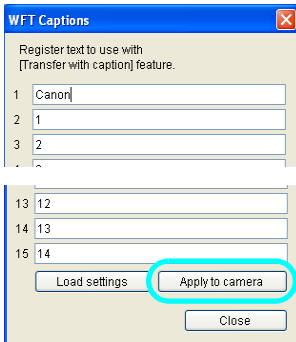 WFT Captions
Register text to use with
[Transfer with caption] feature.
1 Canon
2 1
3 2
13 12
14 13
15 14
Load settings Apply to camera
Close